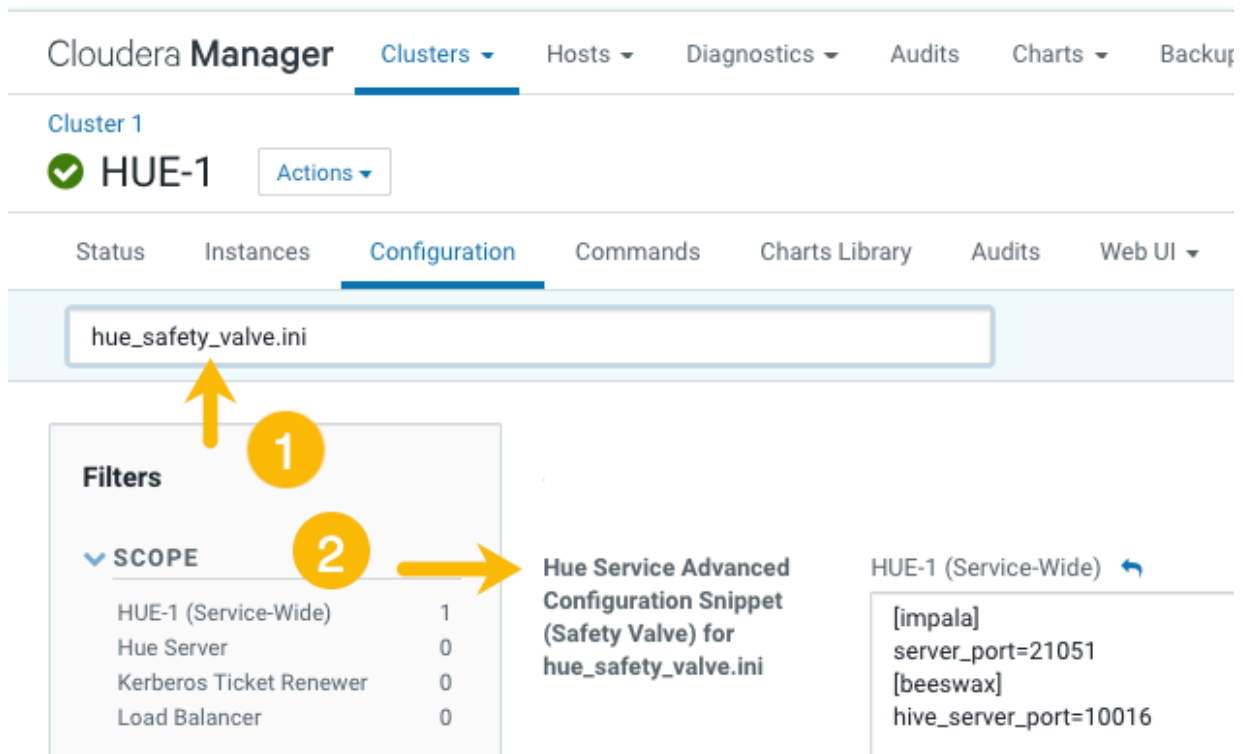 Cloudera Manager Clusters Hosts Diagnostics Audits Charts Backup
Cluster 1
HUE-1 Actions
Status Instances Configuration Commands Charts Library Audits Web UI
hue_safety_valve.ini
1
Filters
2
SCOPE
HUE-1 (Service-Wide) 1
Hue Server 0
Kerberos Ticket Renewer 0
Load Balancer 0
Hue Service Advanced
Configuration Snippet
(Safety Valve) for
hue_safety_valve.ini
HUE-1 (Service-Wide)
[impala]
server_port=21051
[beeswax]
hive_server_port=10016